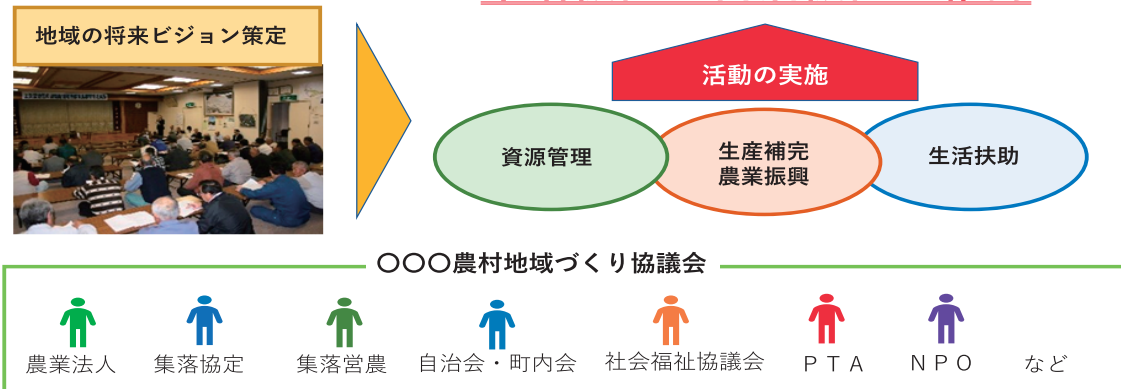 地域の将来ビジョン策定
活動の実施
資源管理
生産補完
農業振興
生活扶助
〇〇〇農村地域づくり協議会
農業法人
集落協定
集落営農
自治会・町内会
社会福祉協議会
ＰＴＡ
ＮＰＯ
など